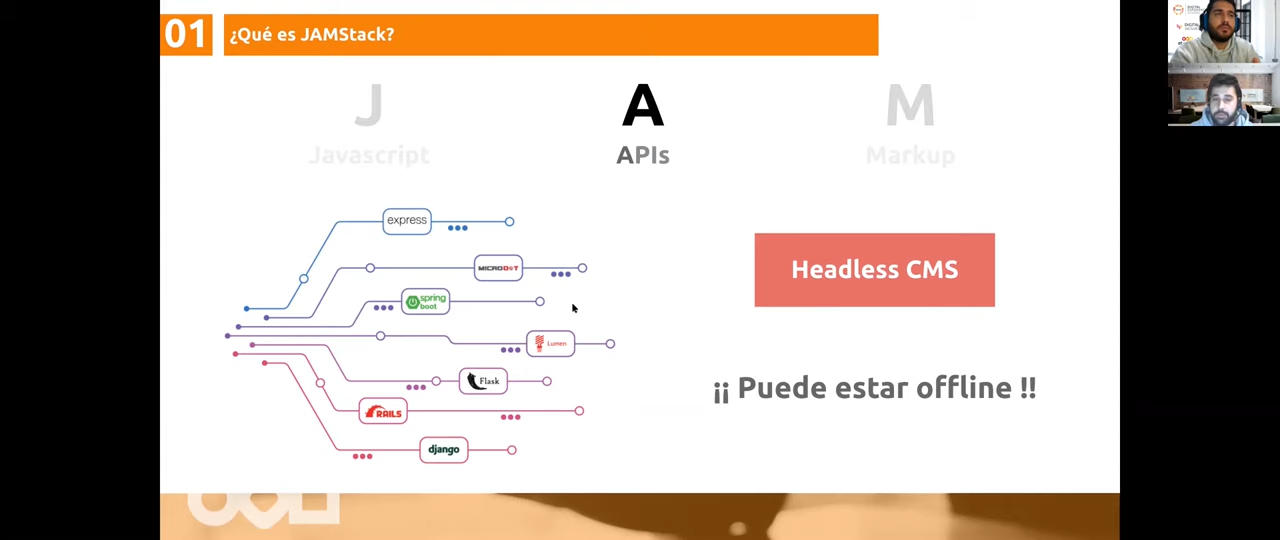 01
¿Qué es JAMStack?
J
A
M
Javascript
APIs
Markup
express
MICRODOT
spring boot
Lumen
Flask
RAILS
django
Headless CMS
¡¡ Puede estar offline !!